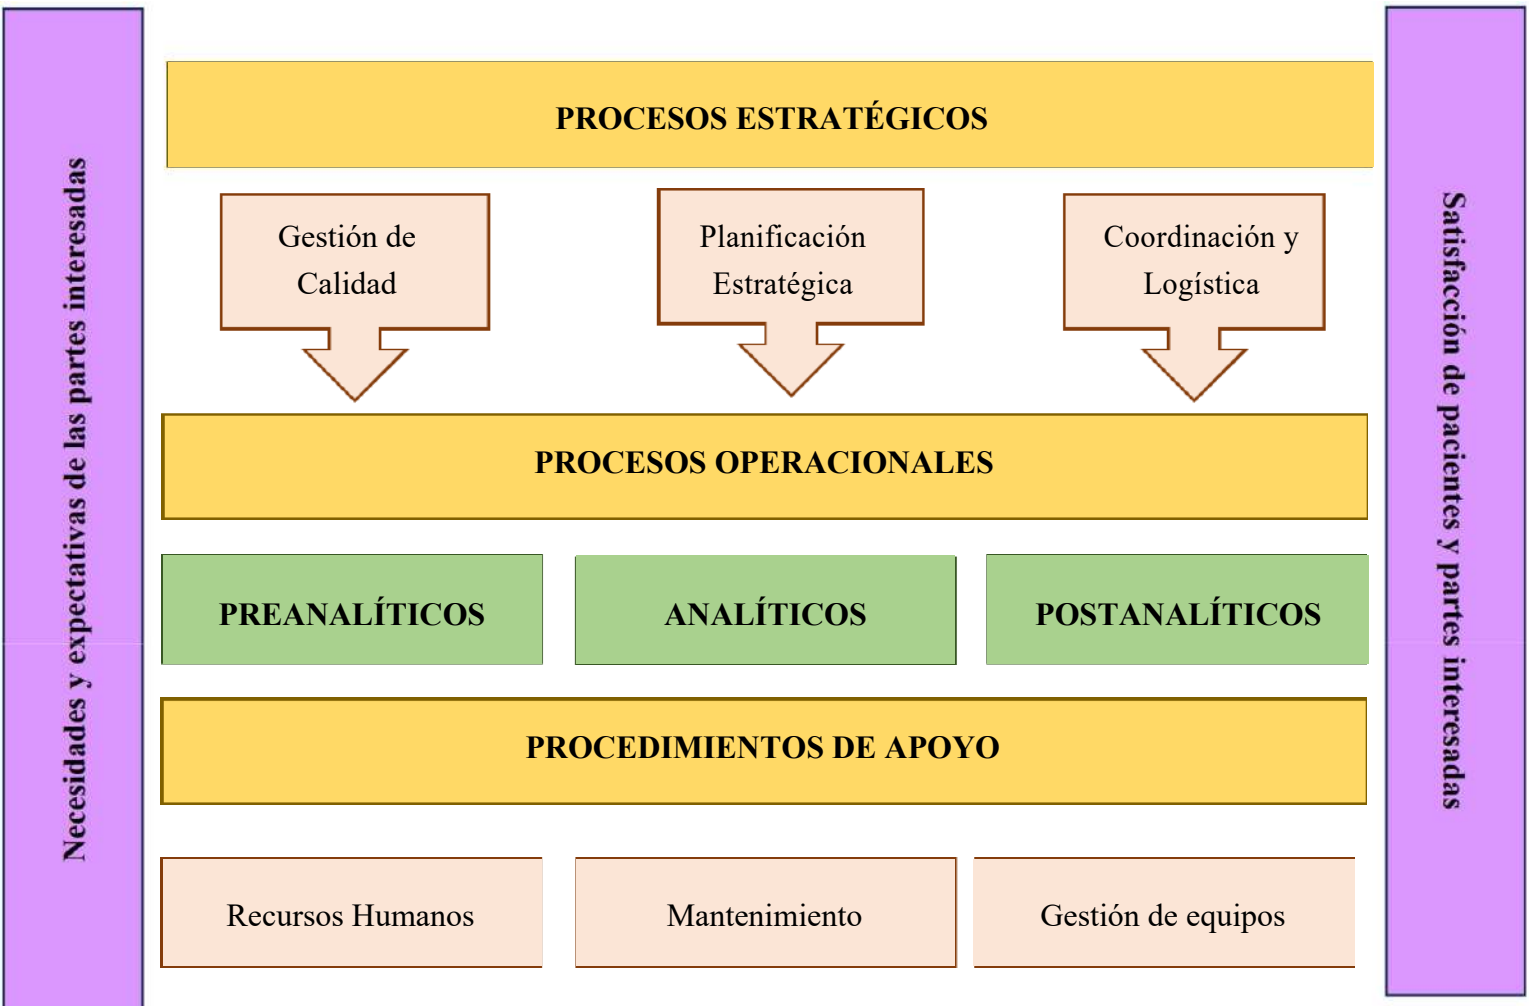 Necesidades y expectativas de las partes interesadas
PROCESOS ESTRATÉGICOS
Gestión de
Calidad
Planificación
Estratégica
Coordinación y
Logística
PROCESOS OPERACIONALES
PREANALÍTICOS
ANALÍTICOS
POSTANALÍTICOS
PROCEDIMIENTOS DE APOYO
Recursos Humanos
Mantenimiento
Gestión de equipos
Satisfacción de pacientes y partes interesadas